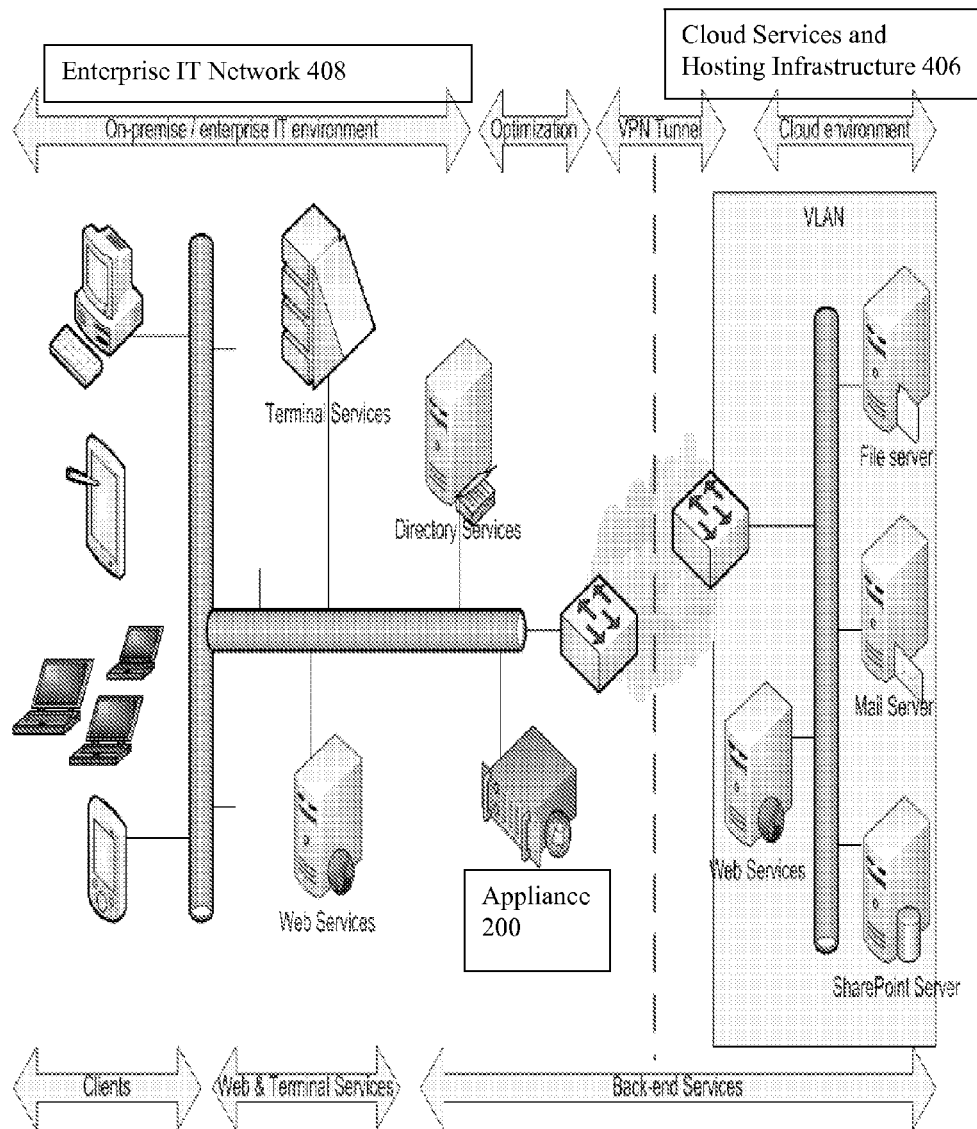 Enterprise IT Network 408
Cloud Services and
Hosting Infrastructure 406
On-premise / enterprise IT environment
Optimization
VPN Tunnel
Cloud environment
VLAN
Terminal Services
File server
Directory Services
Mail Server
Web Services
Web Services
Appliance
200
SharePoint Server
Clients
Web & Terminal Services
Back-end Services